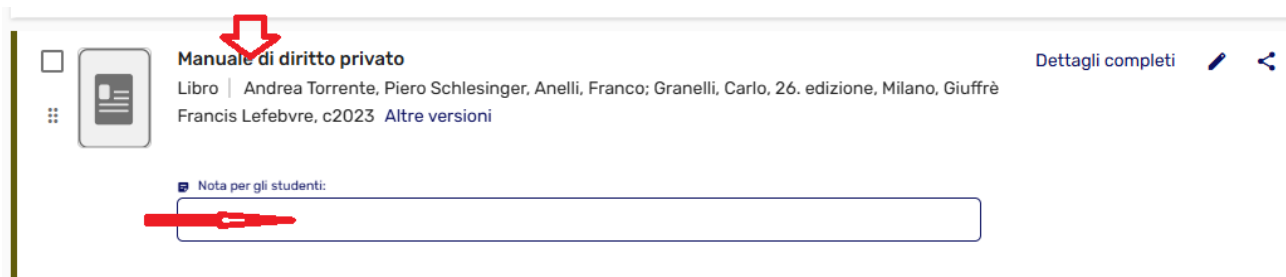 Manuale di diritto privato
Dettagli completi
Libro | Andrea Torrente, Piero Schlesinger, Anelli, Franco; Granelli, Carlo, 26. edizione, Milano, Giuffrè
Francis Lefebvre, c2023 Altre versioni
Nota per gli studenti: